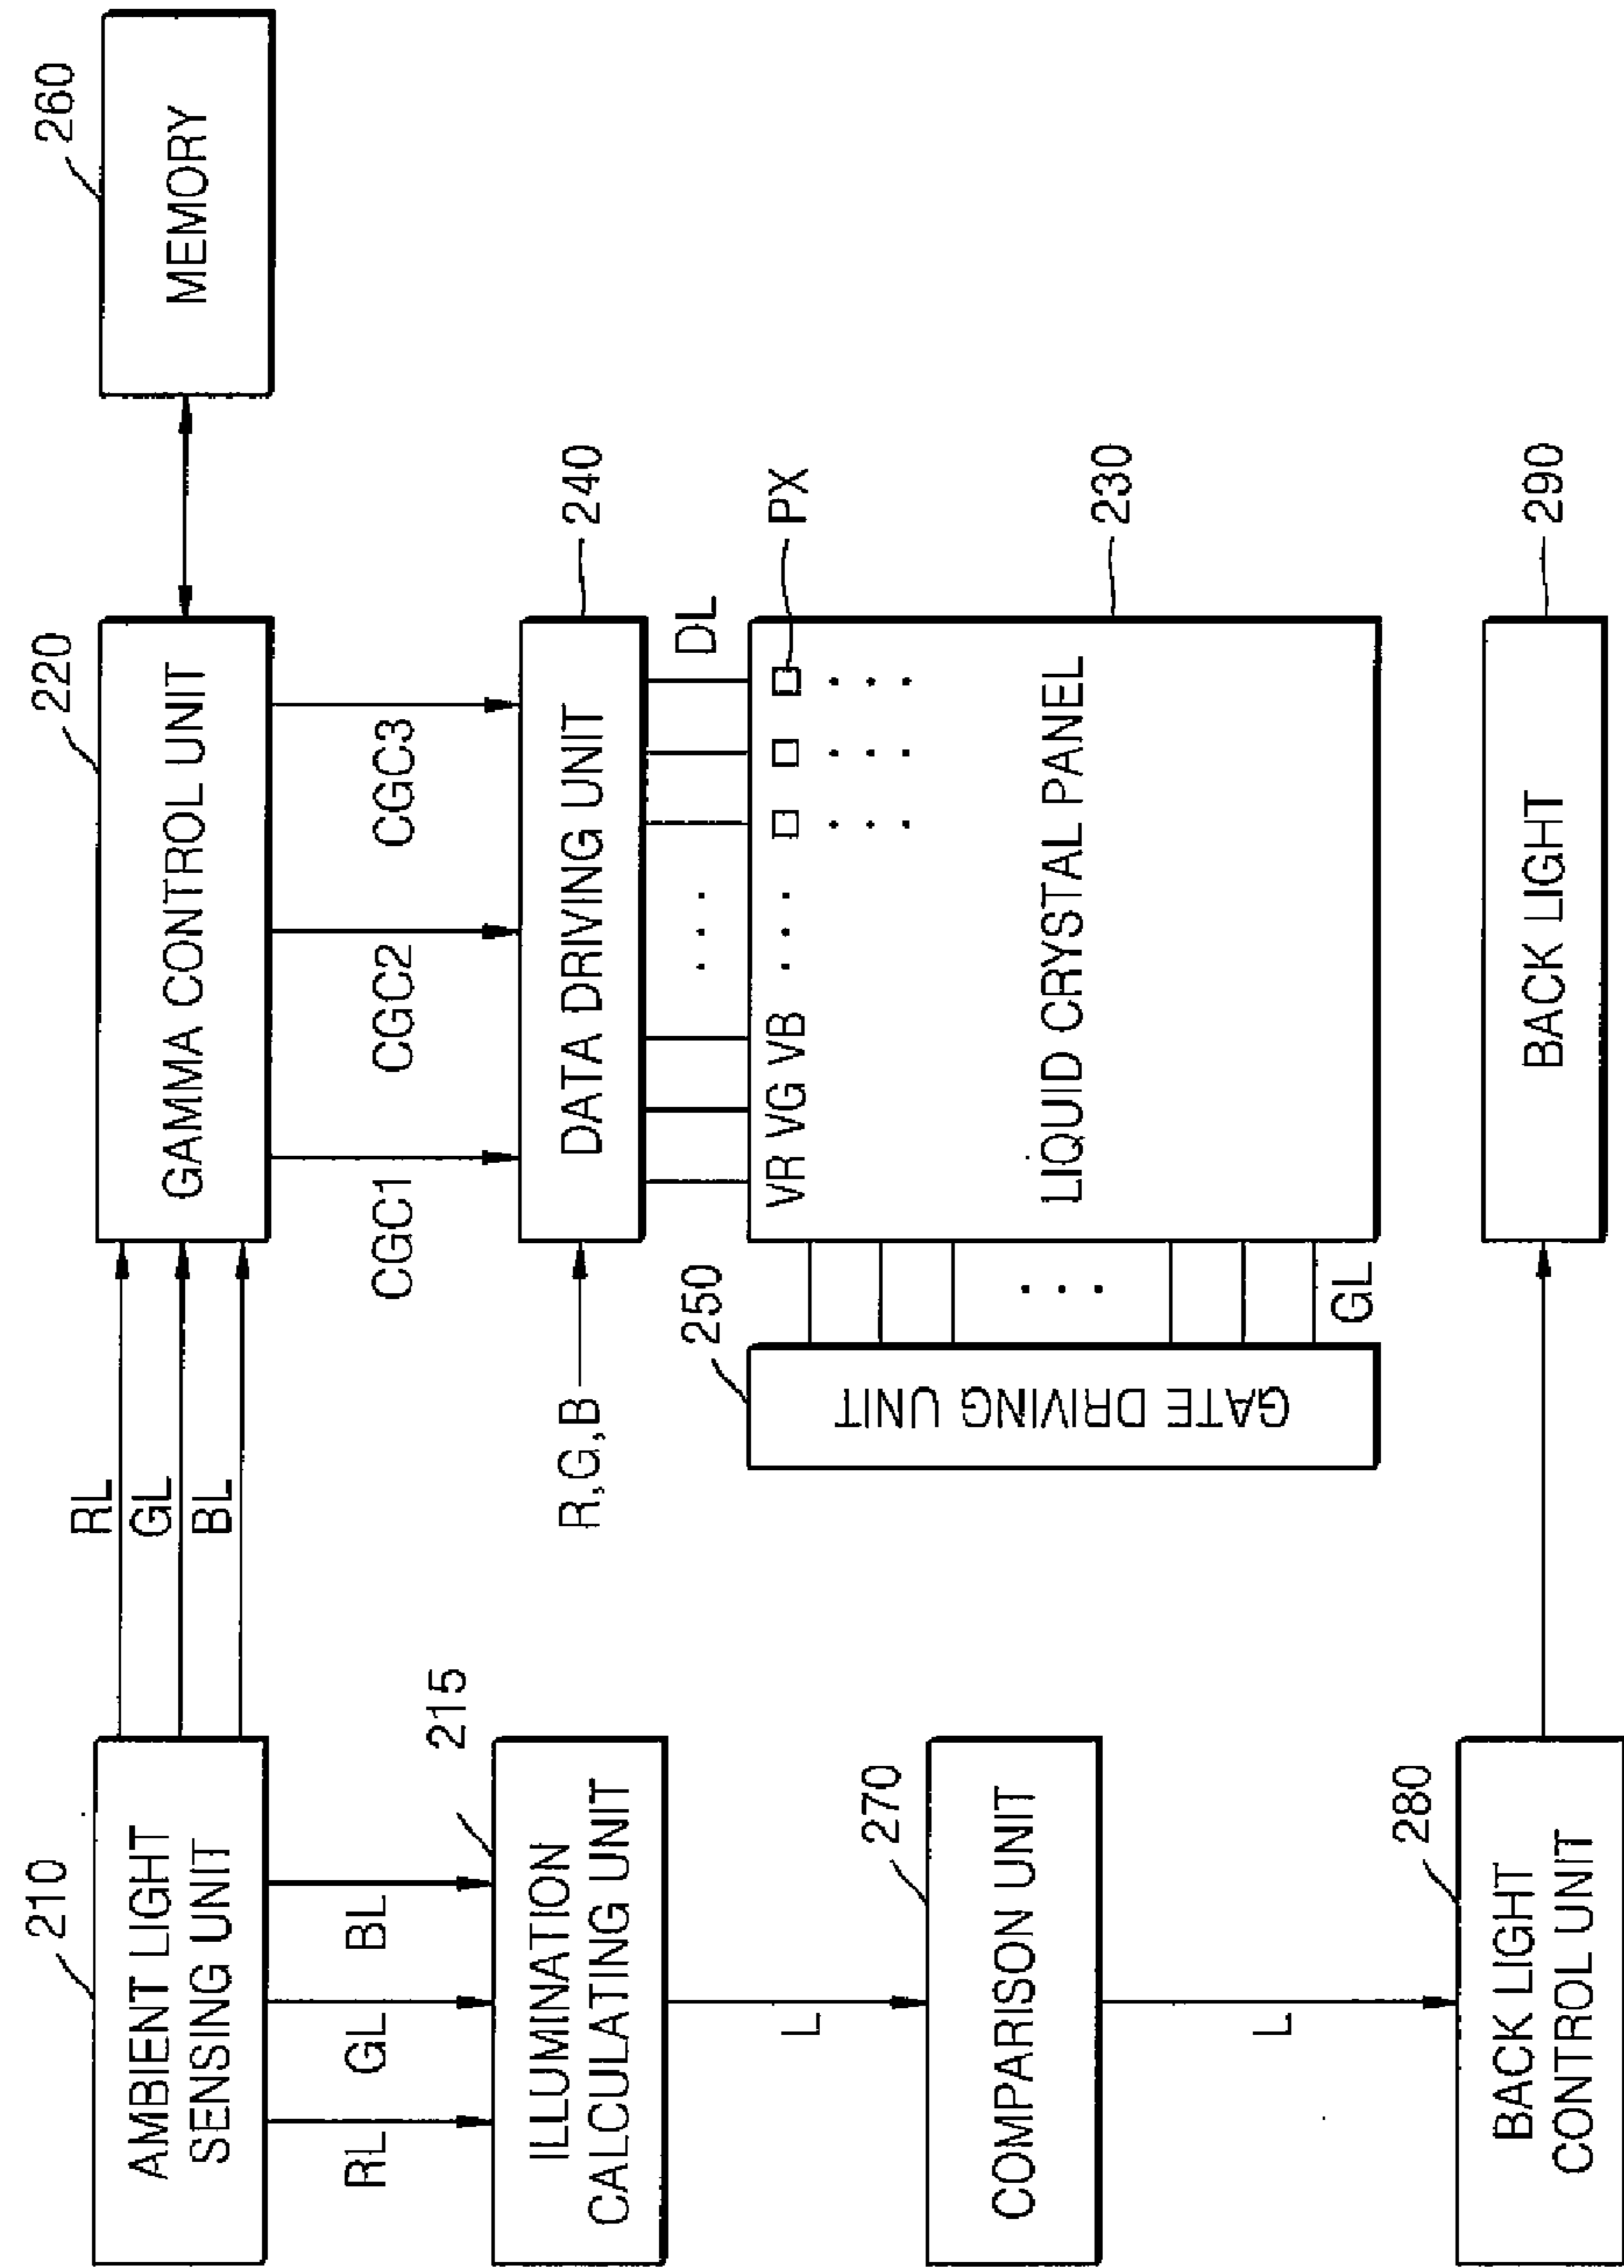 210
AMBIENT LIGHT
SENSING UNIT
RL
GL
BL
220
GAMMA CONTROL UNIT
260
MEMORY
RL
GL
BL
215
ILLUMINATION
CALCULATING UNIT
CGC1
CGC2
CGC3
R,G,B
DATA DRIVING UNIT
240
DL
250
GATE DRIVING UNIT
GL
VR VG VB
PX
LIQUID CRYSTAL PANEL
230
L
270
COMPARISON UNIT
L
280
BACK LIGHT
CONTROL UNIT
BACK LIGHT
290